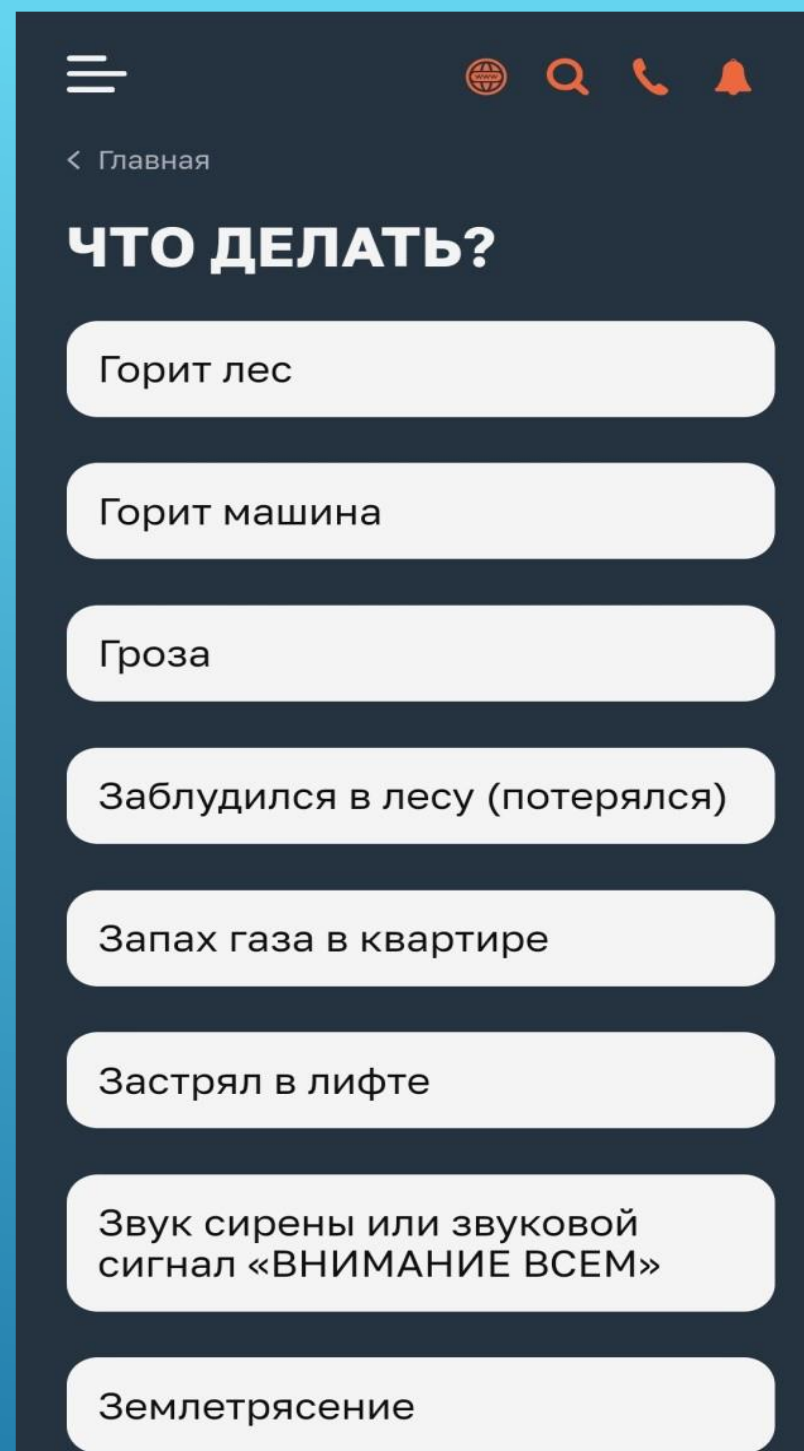 www
< Главная
ЧТО ДЕЛАТЬ?
Горит лес
Горит машина
Гроза
Заблудился в лесу (потерялся)
Запах газа в квартире
Застрял в лифте
Звук сирены или звуковой
сигнал «ВНИМАНИЕ ВСЕМ»
Землетрясение